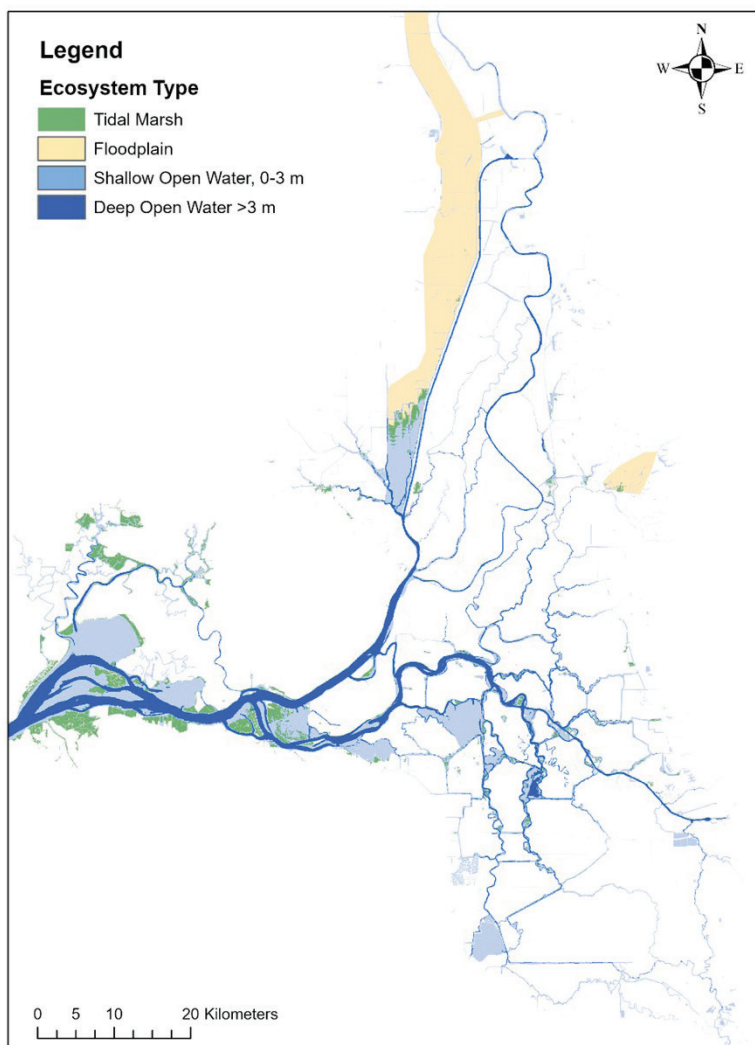 Legend
N
W E
S
Ecosystem Type
Tidal Marsh
Floodplain
Shallow Open Water, 0-3 m
Deep Open Water >3 m
0 5 10 20 Kilometers